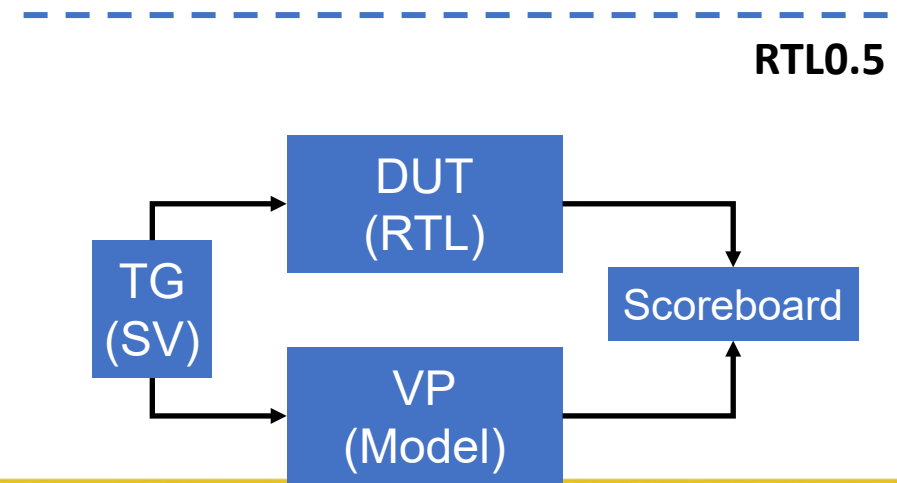 RTL0.5
DUT
(RTL)
TG
(SV)
Scoreboard
VP
(Model)